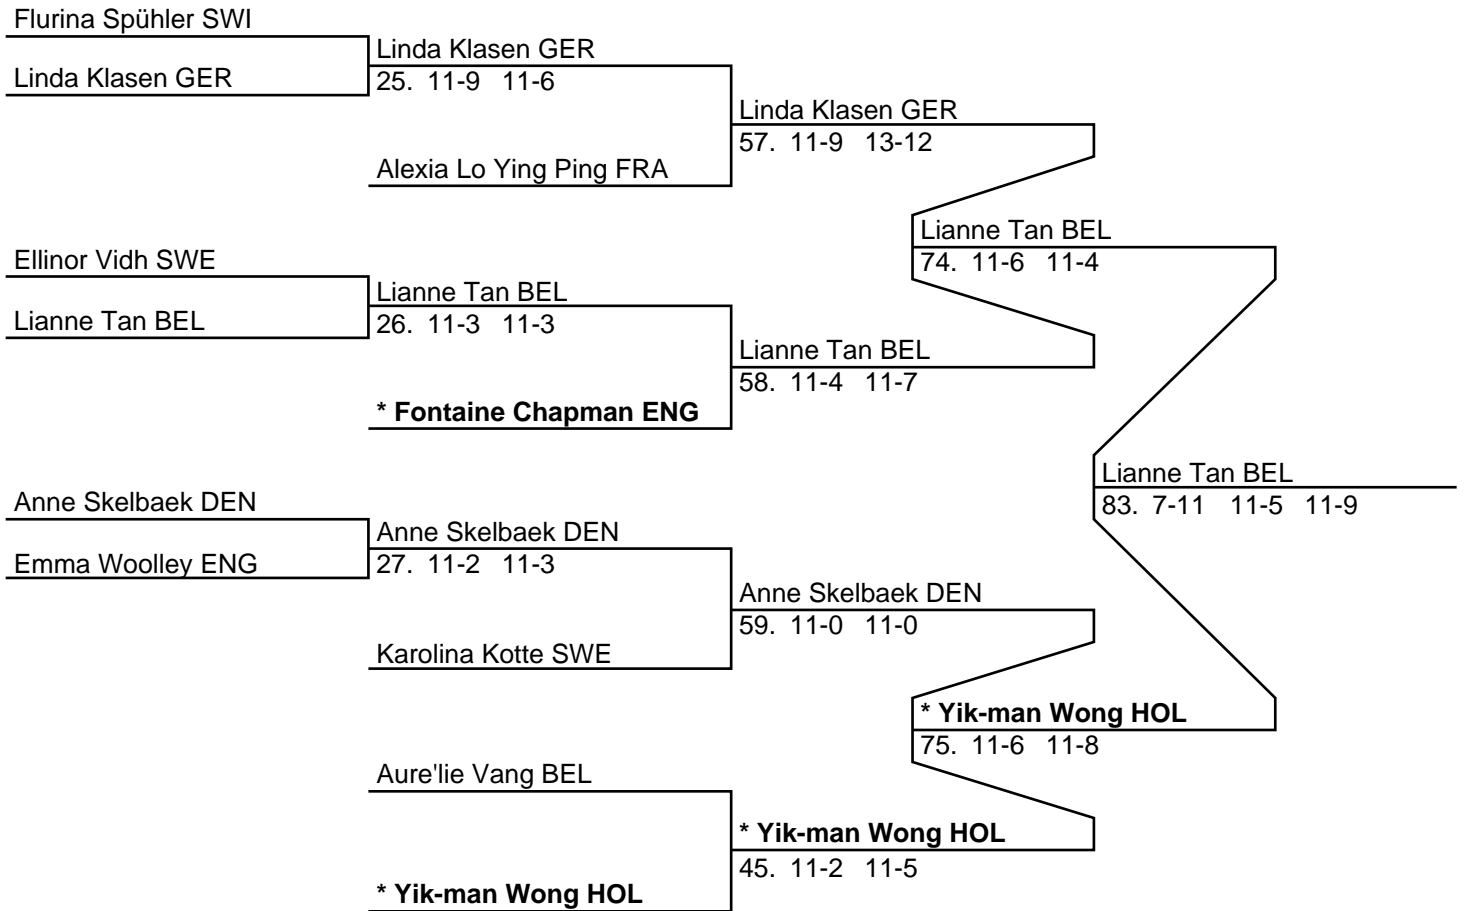 Flurina Spühler SWI
Linda Klasen GER
Linda Klasen GER
25. 11-9 11-6
Linda Klasen GER
57. 11-9 13-12
Alexia Lo Ying Ping FRA
Lianne Tan BEL
74. 11-6 11-4
Ellinor Vidh SWE
Lianne Tan BEL
Lianne Tan BEL
26. 11-3 11-3
Lianne Tan BEL
58. 11-4 11-7
* Fontaine Chapman ENG
Lianne Tan BEL
83. 7-11 11-5 11-9
Anne Skelbaek DEN
Anne Skelbaek DEN
Emma Woolley ENG
27. 11-2 11-3
Anne Skelbaek DEN
59. 11-0 11-0
Karolina Kotte SWE
* Yik-man Wong HOL
75. 11-6 11-8
Aure'lie Vang BEL
* Yik-man Wong HOL
45. 11-2 11-5
* Yik-man Wong HOL